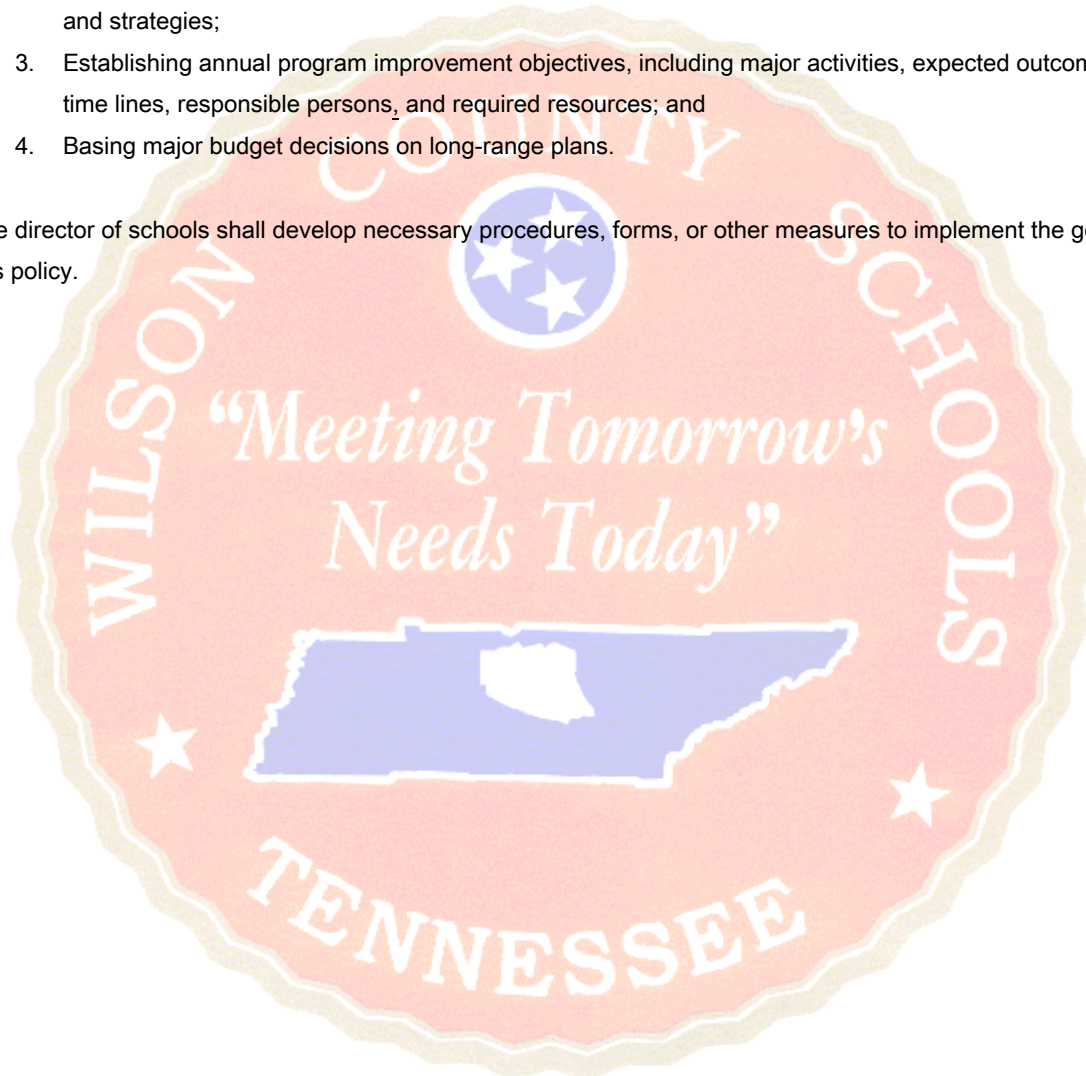 and strategies;
3. Establishing annual program improvement objectives, including major activities, expected
time lines, responsible persons, and required resources; and
4. Basing major budget decisions on long-range plans.
director of schools shall develop necessary procedures, forms, or other measures to implement the
policy.
WILSON COUNTY SCHOOLS
“Meeting Tomorrow's
Needs Today”
TENNESSEE